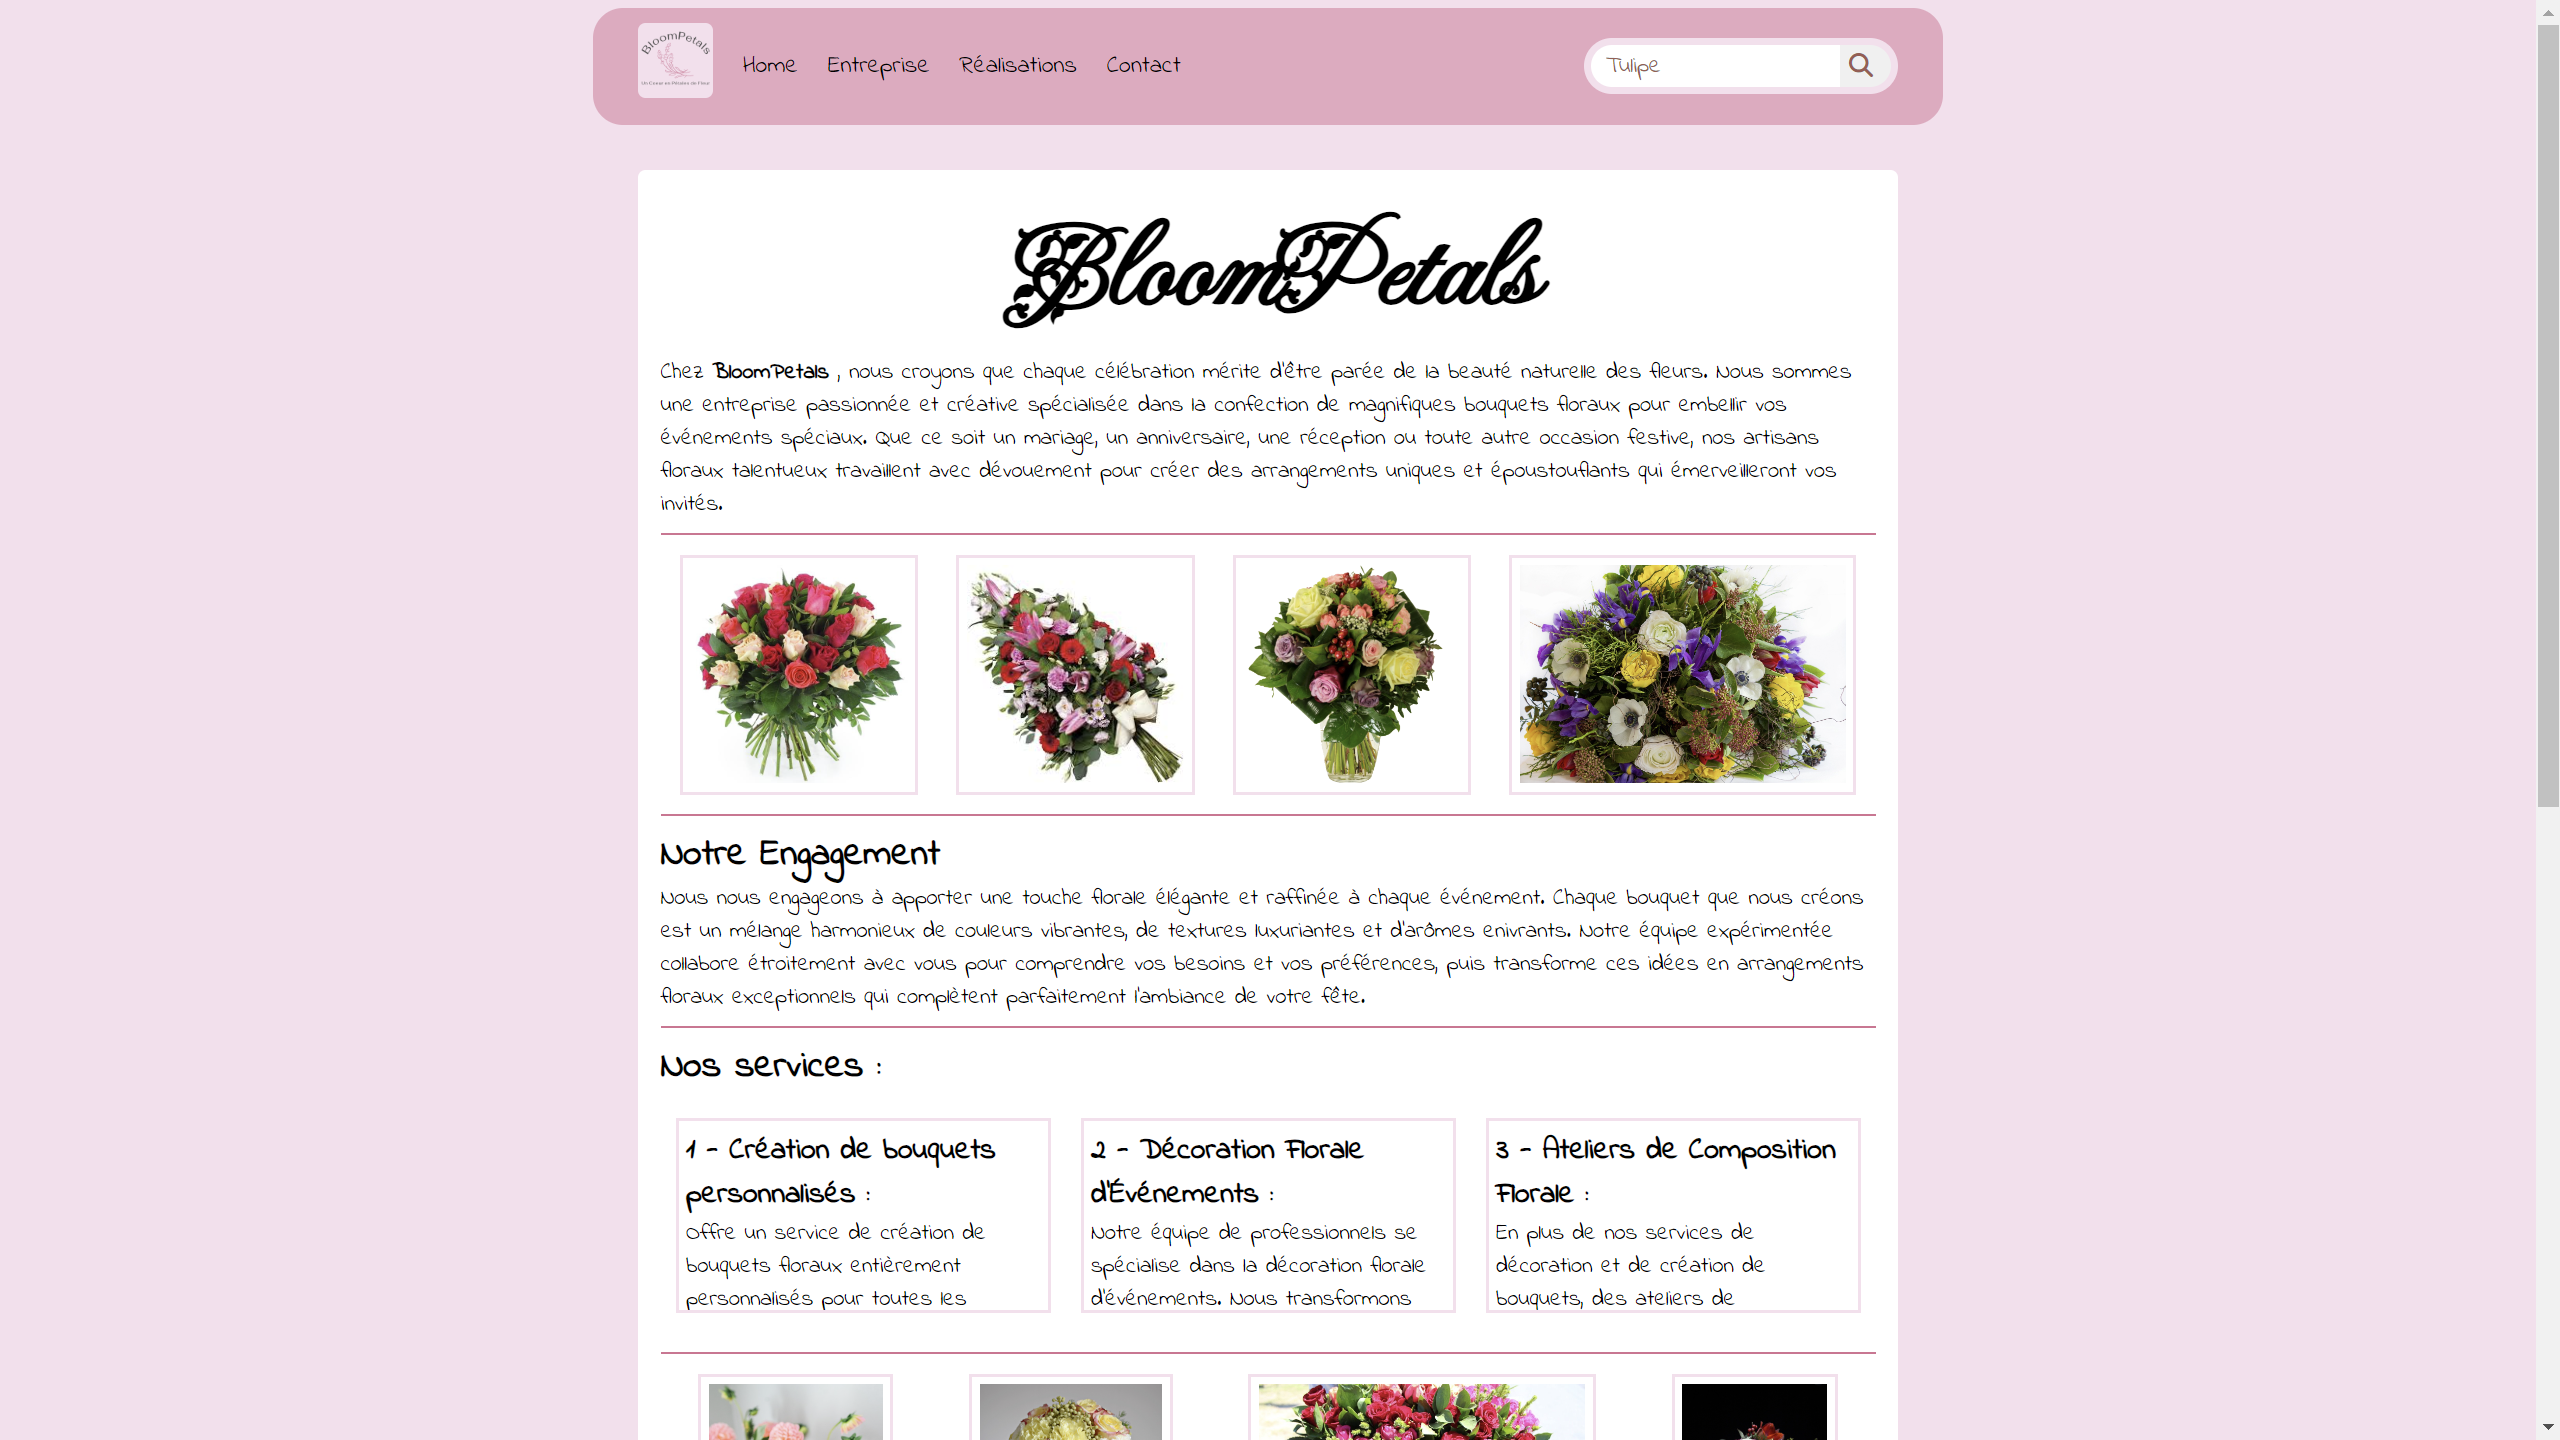 BloomPetals
Un Coeur en Pétales de Fleur
Home Entreprise Réalisations Contact
Tulipe
BloomPetals
Chez BloomPetals , nous croyons que chaque célébration mérite d'être parée de la beauté naturelle des fleurs. Nous sommes
une entreprise passionnée et créative spécialisée dans la confection de magnifiques bouquets floraux pour embellir vos
événements spéciaux. Que ce soit un mariage, un anniversaire, une réception ou toute autre occasion festive, nos artisans
floraux talentueux travaillent avec dévouement pour créer des arrangements uniques et époustouflants qui émerveilleront vos
invités.
Notre Engagement
Nous nous engageons à apporter une touche florale élégante et raffinée à chaque événement. Chaque bouquet que nous créons
est un mélange harmonieux de couleurs vibrantes, de textures luxuriantes et d'arômes enivrants. Notre équipe expérimentée
collabore étroitement avec vous pour comprendre vos besoins et vos préférences, puis transforme ces idées en arrangements
floraux exceptionnels qui complètent parfaitement l'ambiance de votre fête.
Nos services :
1 - Création de bouquets
personnalisés :
Offre un service de création de
bouquets floraux entièrement
personnalisés pour toutes les
2 - Décoration Florale
d'Événements :
Notre équipe de professionnels se
spécialise dans la décoration florale
d'événements. Nous transformons
3 - Ateliers de Composition
Florale :
En plus de nos services de
décoration et de création de
bouquets, des ateliers de